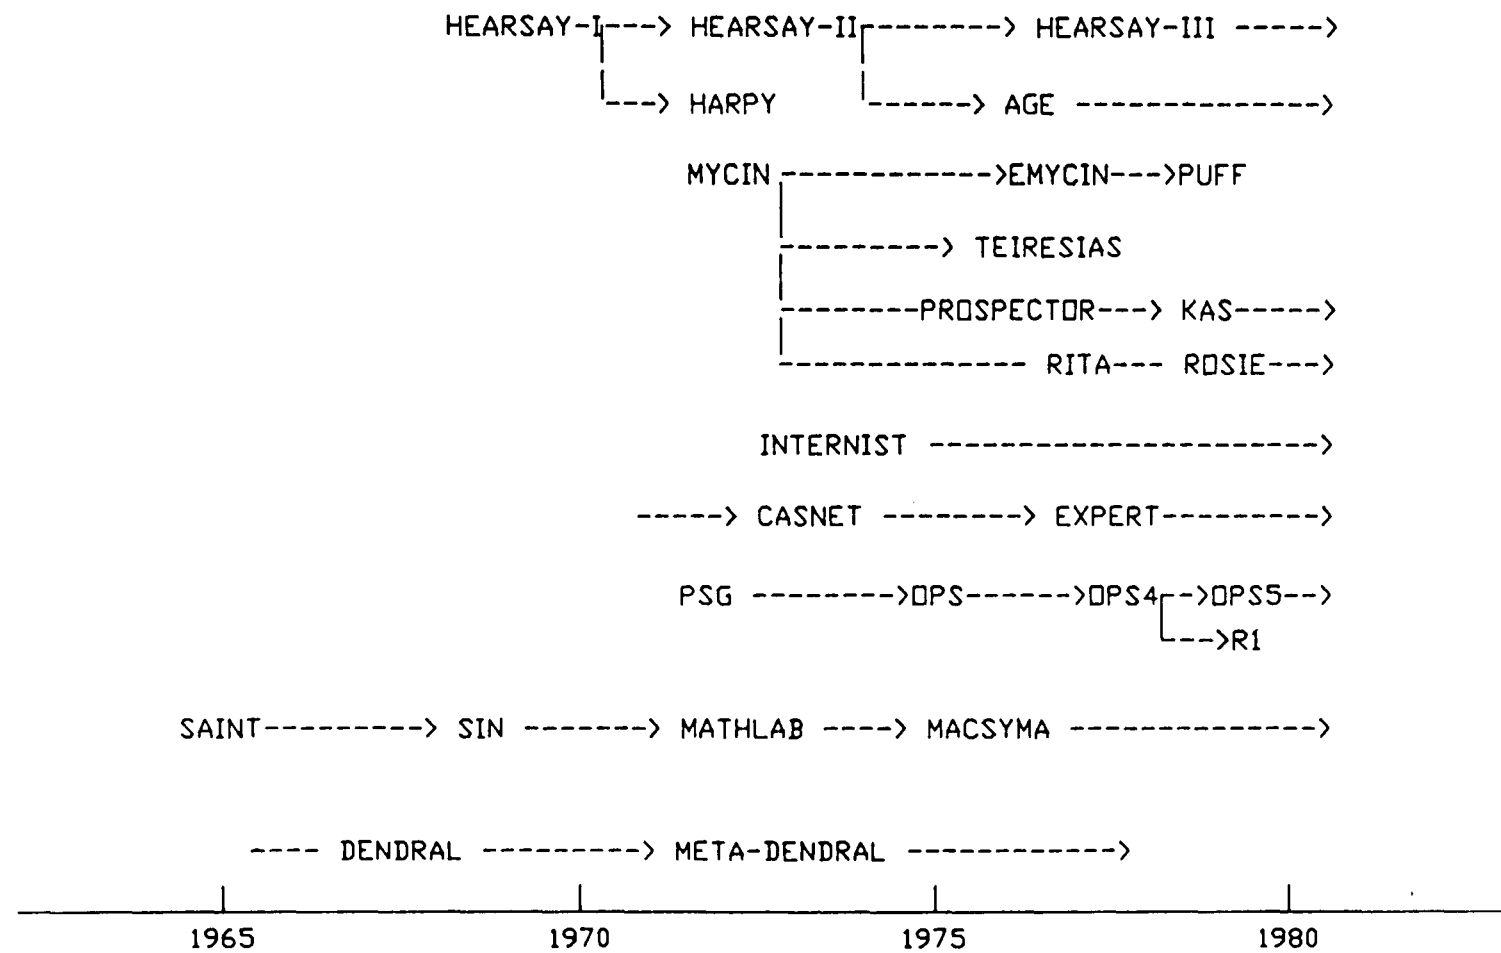 HEARSAY-I---> HEARSAY-II--------> HEARSAY-III ----->
---> HARPY ------> AGE -------------->
MYCIN ------------>EMYCIN--->PUFF
----------> TEIRESIAS
--------PROSPECTOR---> KAS----->
-------------- RITA--- ROSIE--->
INTERNIST ---------------------->
-----> CASNET --------> EXPERT--------->
PSG -------->OPS------>OPS4-->OPS5-->
--->R1
SAINT---------> SIN -------> MATHLAB ----> MACSYMA -------------->
---- DENDRAL ---------> META-DENDRAL ------------>
1965 1970 1975 1980